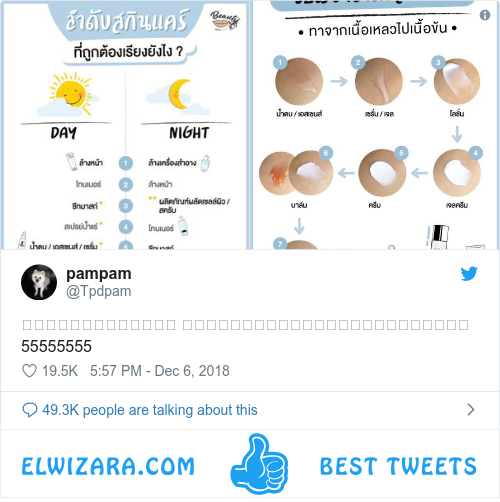 ลำดับสกินแคร์
Beauty
ที่ถูกต้องเรียงยังไง ?
DAY
NIGHT
ล้างหน้า
1
ล้างเครื่องสำอาง
โทนเนอร์
2
ล้างหน้า
ชีทมาสก์ *
3
** ผลิตภัณฑ์ผลัดเซลล์ผิว /
สครับ
สเปรย์น้ำแร่ *
4
โทนเนอร์
น้ำตบ / เอสเซนส์ / เซรั่ม *
5
ชีทมาสก์
• ทาจากเนื้อเหลวไปเนื้อข้น •
1
2
3
น้ำตบ / เอสเซนส์
เซรั่ม / เจล
โลชั่น
6
5
4
บาล์ม
ครีม
เจลครีม
7
pampam
@Tpdpam
55555555
19.5K 5:57 PM - Dec 6, 2018
49.3K people are talking about this
ELWIZARA.COM
BEST TWEETS